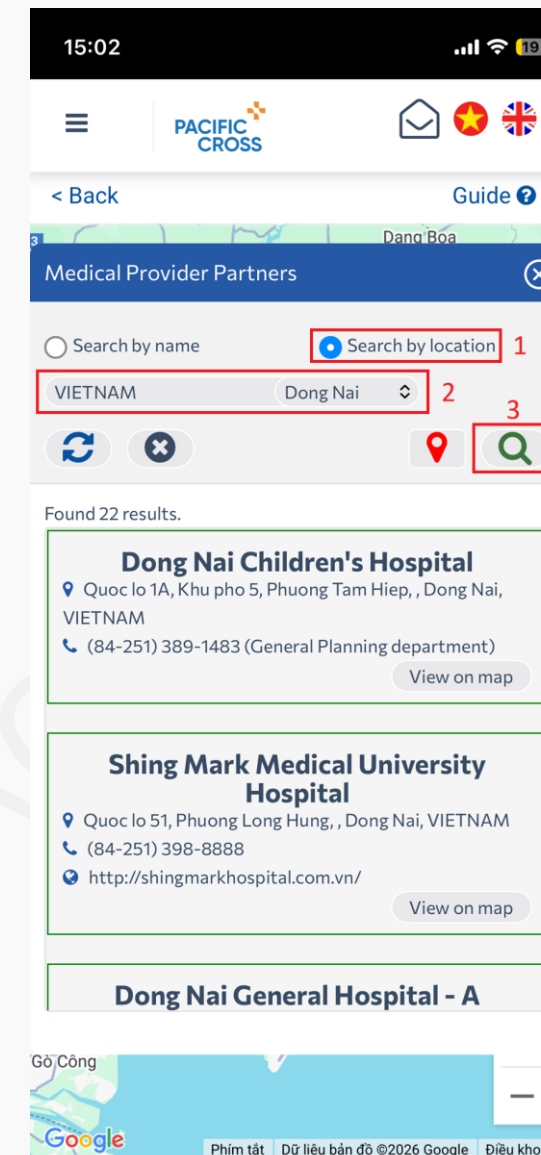 15:02
19
PACIFIC
CROSS
< Back
Guide
3
Dang Boa
Medical Provider Partners
Search by name
Search by location
1
VIETNAM
Dong Nai
2
3
Found 22 results.
Dong Nai Children's Hospital
Quoc lo 1A, Khu pho 5, Phuong Tam Hiep, , Dong Nai,
VIETNAM
(84-251) 389-1483 (General Planning department)
View on map
Shing Mark Medical University
Hospital
Quoc lo 51, Phuong Long Hung, , Dong Nai, VIETNAM
(84-251) 398-8888
http://shingmarkhospital.com.vn/
View on map
Dong Nai General Hospital - A
Gò Công
Google
Phím tắt
Dữ liệu bản đồ ©2026 Google
Điều kho